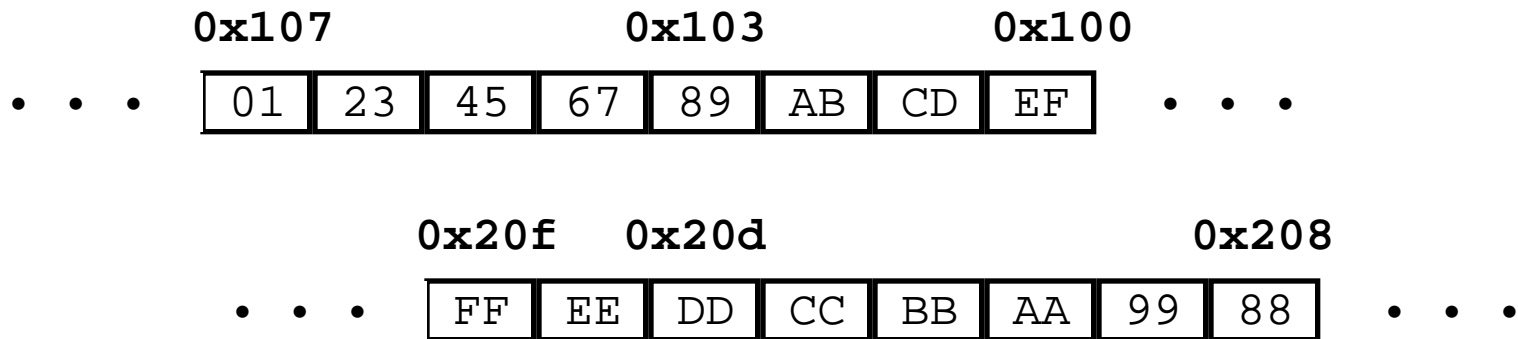 0x107 0x103 0x100
• • • 01 23 45 67 89 AB CD EF • • •
0x20f 0x20d 0x208
• • • FF EE DD CC BB AA 99 88 • • •